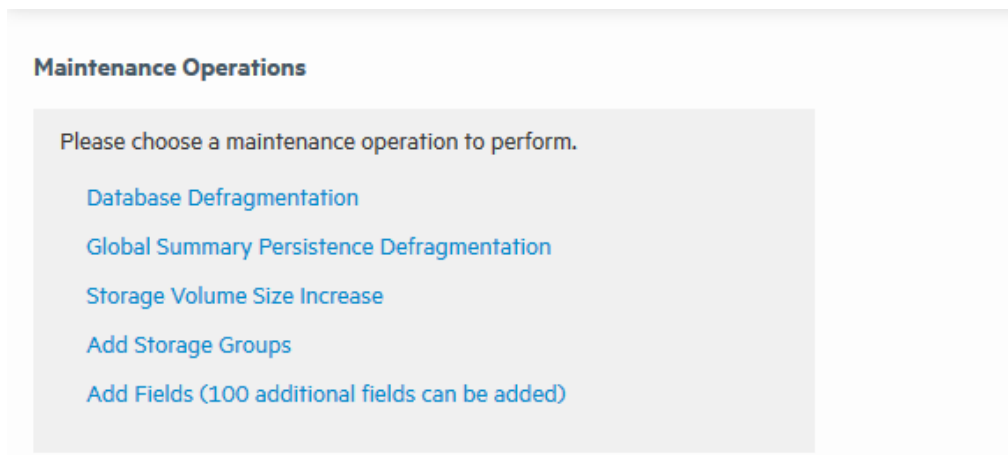 Maintenance Operations
Please choose a maintenance operation to perform.
Database Defragmentation
Global Summary Persistence Defragmentation
Storage Volume Size Increase
Add Storage Groups
Add Fields (100 additional fields can be added)